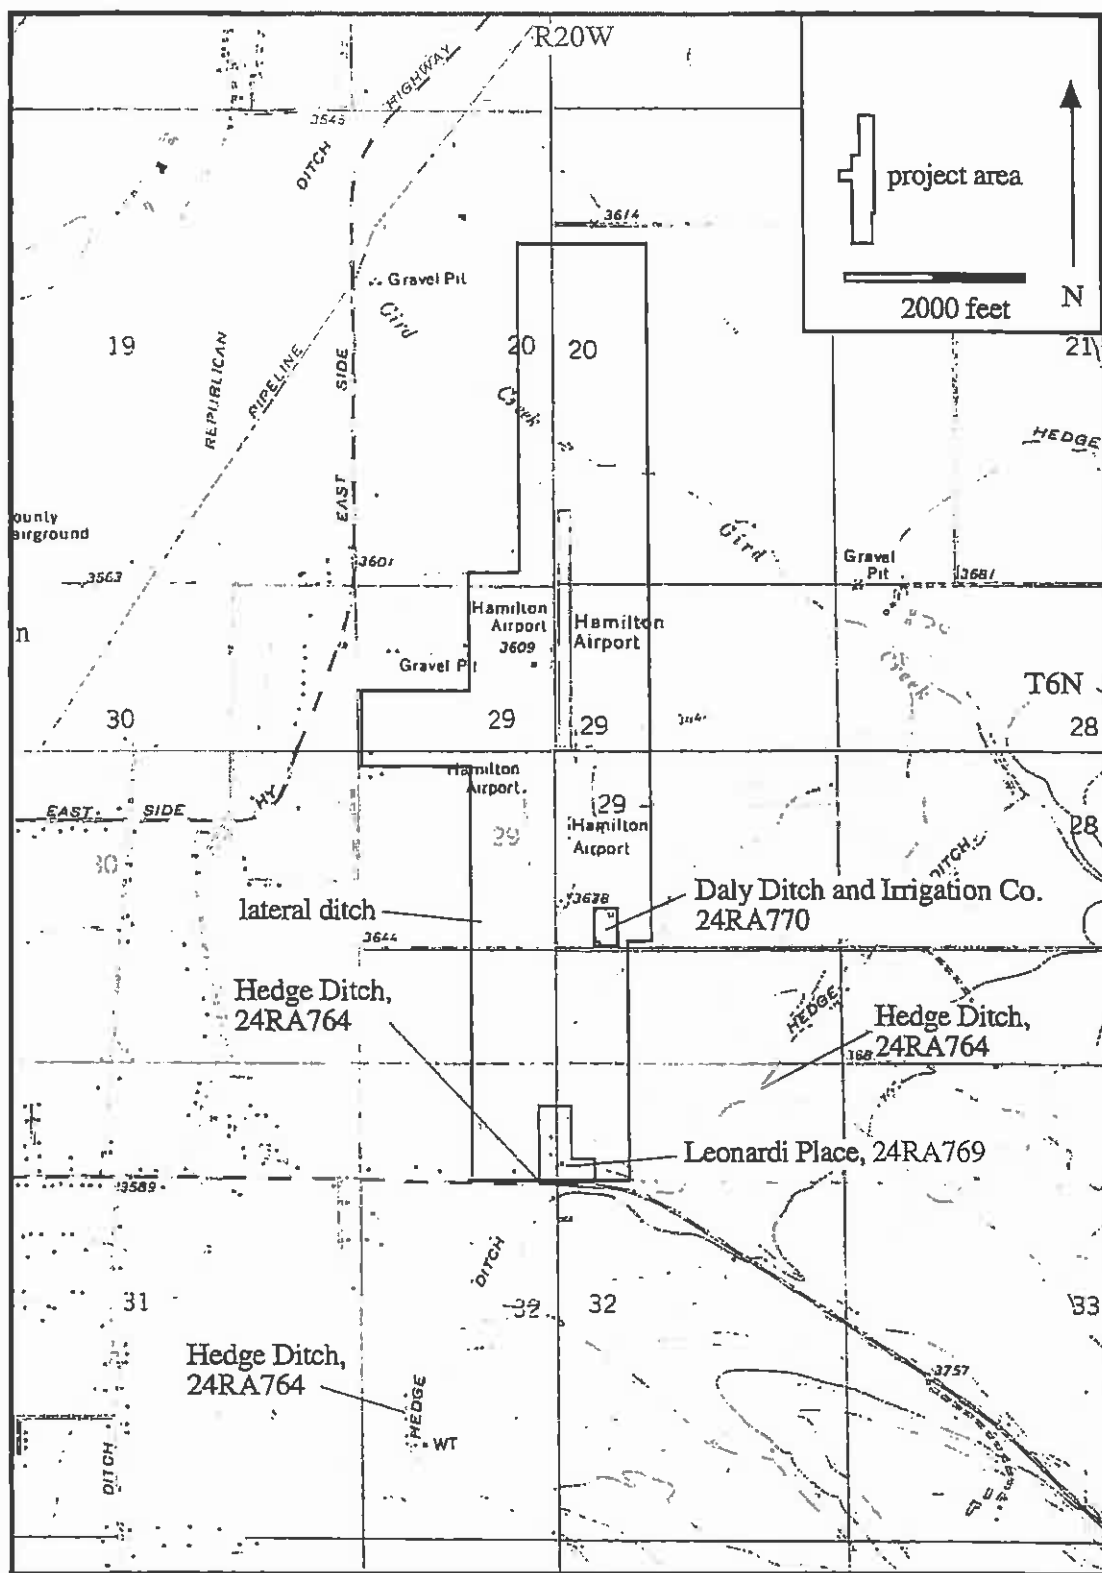 R20W
HIGHWAY
3545
DITCH
project area
3614
2000 feet
N
Gravel Pit
Gird
19
20
20
21
REPUBLICAN
PIPELINE
SIDE
Creek
HEDGE
EAST
ounty
airground
Gird
3601
Gravel
Pit
3563
3681
Hamilton
Airport
Hamilton
Airport
3609
n
Gravel Pit
Creek
T6N
30
29
29
28
Hamilton
Airport
EAST SIDE HY
29
Hamilton
Airport
28
30
29
DITCH
Daly Ditch and Irrigation Co.
24RA770
3638
lateral ditch
3644
Hedge Ditch,
24RA764
HEDGE
Hedge Ditch,
24RA764
368
Leonardi Place, 24RA769
3589
DITCH
31
32
32
33
Hedge Ditch,
24RA764
3757
HEDGE
WT
DITCH